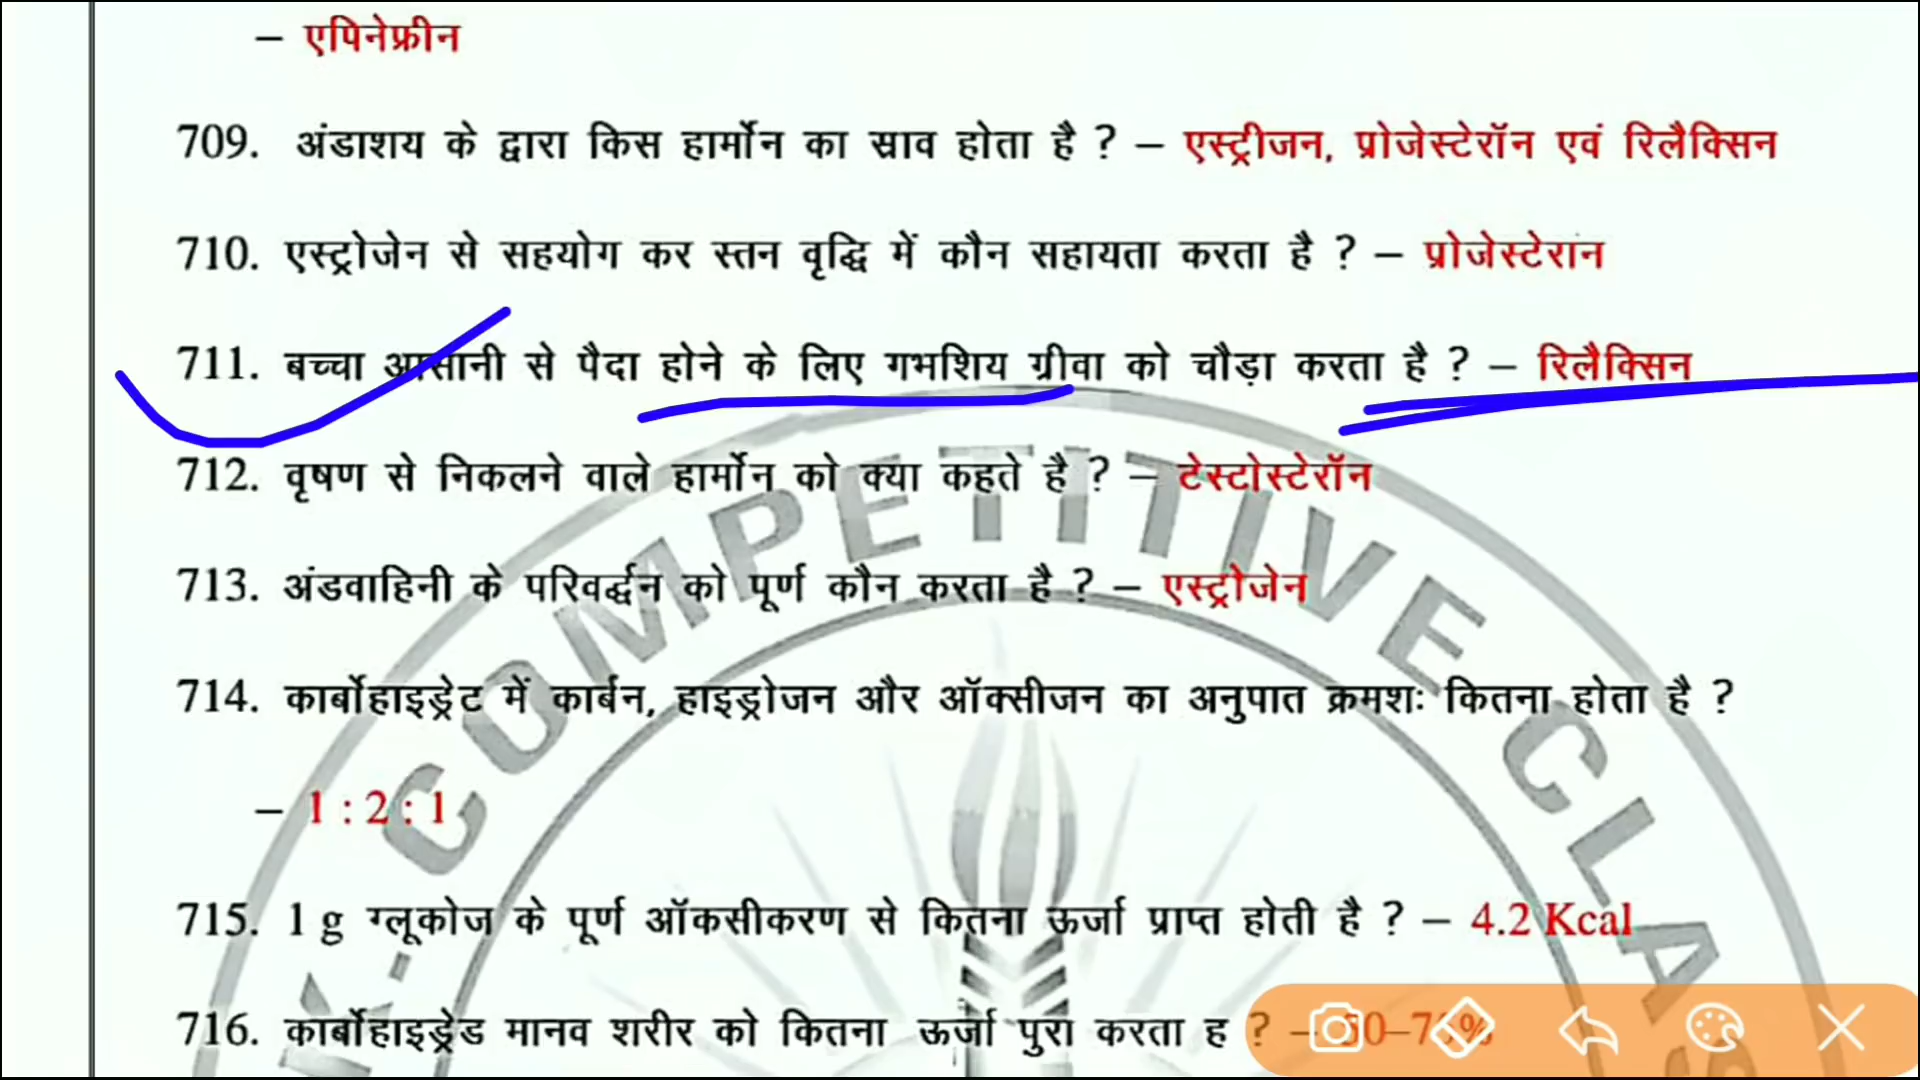 – एपिनेफ्रीन
709. अंडाशय के द्वारा किस हार्मोन का स्राव होता है ? – एस्ट्रीजन, प्रोजेस्टेरॉन एवं रिलैक्सिन
710. एस्ट्रोजेन से सहयोग कर स्तन वृद्धि में कौन सहायता करता है ? – प्रोजेस्टेरान
711. बच्चा आसानी से पैदा होने के लिए गभशिय ग्रीवा को चौड़ा करता है ? – रिलैक्सिन
712. वृषण से निकलने वाले हार्मोन को क्या कहते है ? – टेस्टोस्टेरॉन
713. अंडवाहिनी के परिवर्द्धन को पूर्ण कौन करता है ? – एस्ट्रोजेन
714. कार्बोहाइड्रेट में कार्बन, हाइड्रोजन और ऑक्सीजन का अनुपात क्रमशः कितना होता है ?
– 1 : 2 : 1
715. 1 g ग्लूकोज के पूर्ण ऑकसीकरण से कितना ऊर्जा प्राप्त होती है ? – 4.2 Kcal
716. कार्बोहाइड्रेड मानव शरीर को कितना ऊर्जा पुरा करता ह ? –
K- COMPETITIVE CLAS